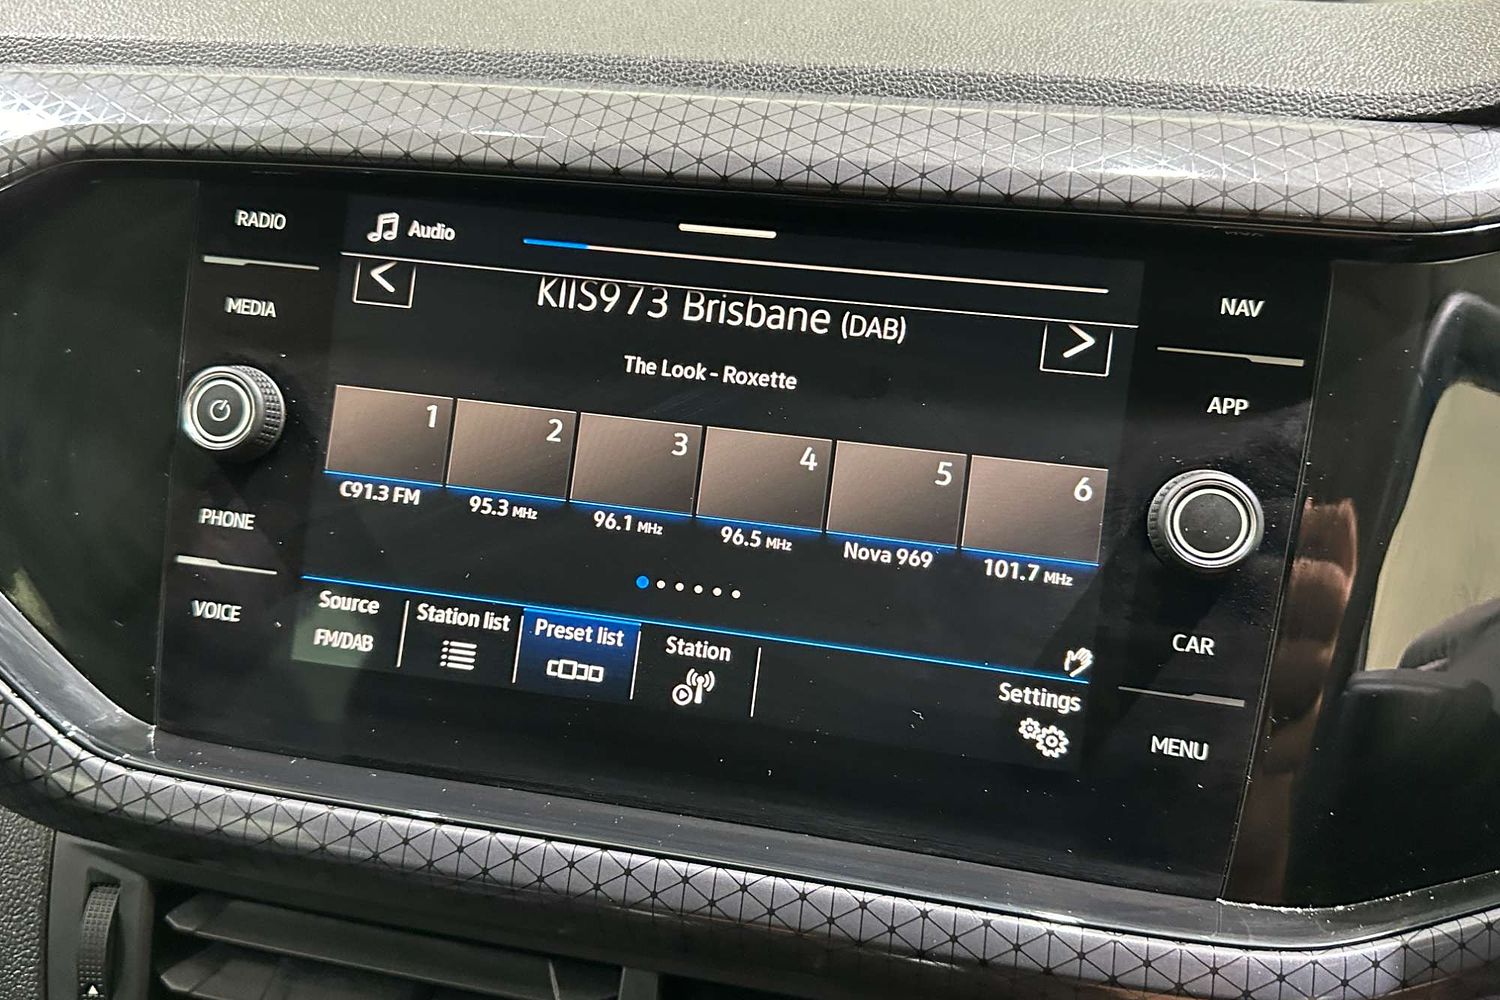 RADIO
MEDIA
PHONE
VOICE
Audio
KIIS973 Brisbane (DAB)
The Look - Roxette
1 2 3 4 5 6
C91.3 FM 95.3 MHz 96.1 MHz 96.5 MHz Nova 969 101.7 MHz
Source Station list Preset list Station Settings
FM/DAB
NAV
APP
CAR
MENU